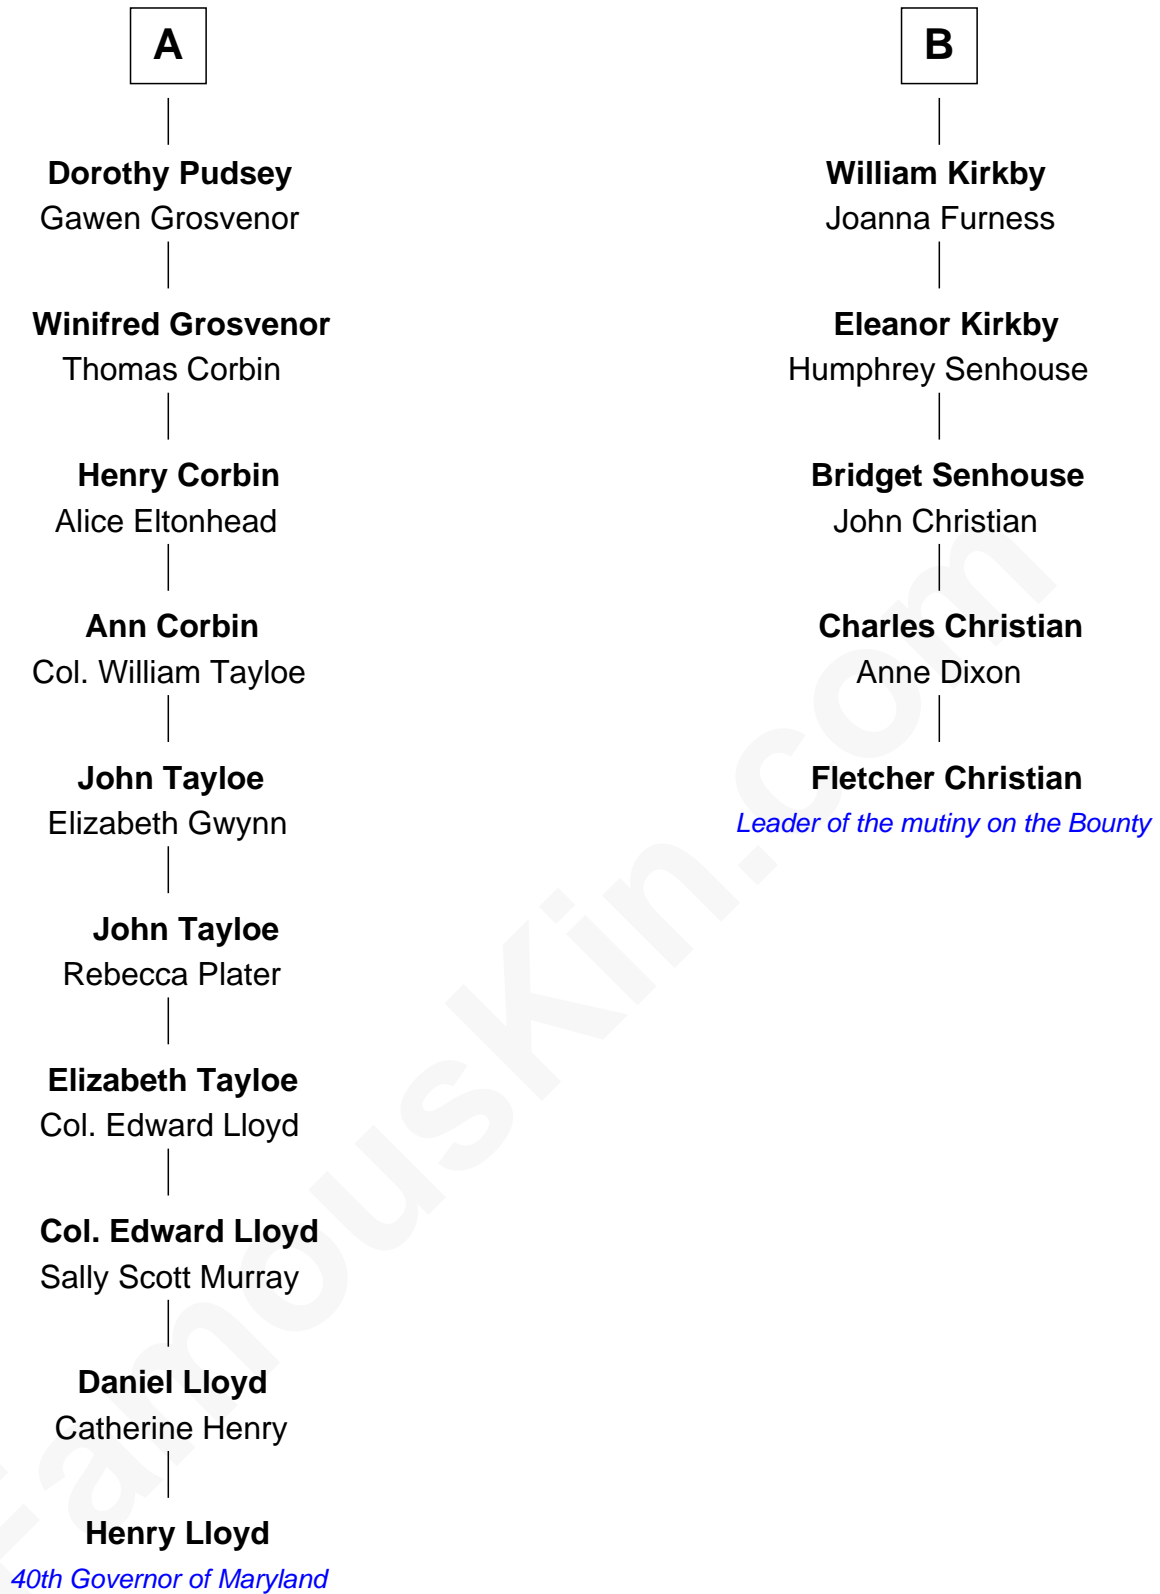 A
Dorothy Pudsey
Gawen Grosvenor
Winifred Grosvenor
Thomas Corbin
Henry Corbin
Alice Eltonhead
Ann Corbin
Col. William Tayloe
John Tayloe
Elizabeth Gwynn
John Tayloe
Rebecca Plater
Elizabeth Tayloe
Col. Edward Lloyd
Col. Edward Lloyd
Sally Scott Murray
Daniel Lloyd
Catherine Henry
Henry Lloyd
40th Governor of Maryland
B
William Kirkby
Joanna Furness
Eleanor Kirkby
Humphrey Senhouse
Bridget Senhouse
John Christian
Charles Christian
Anne Dixon
Fletcher Christian
Leader of the mutiny on the Bounty
FamousKin.com